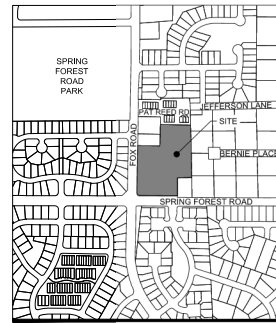 SPRING
FOREST
ROAD
PARK
JEFFERSON LANE
PAT REED RD
SITE
FOX ROAD
BERNIE PLACE
SPRING FOREST ROAD